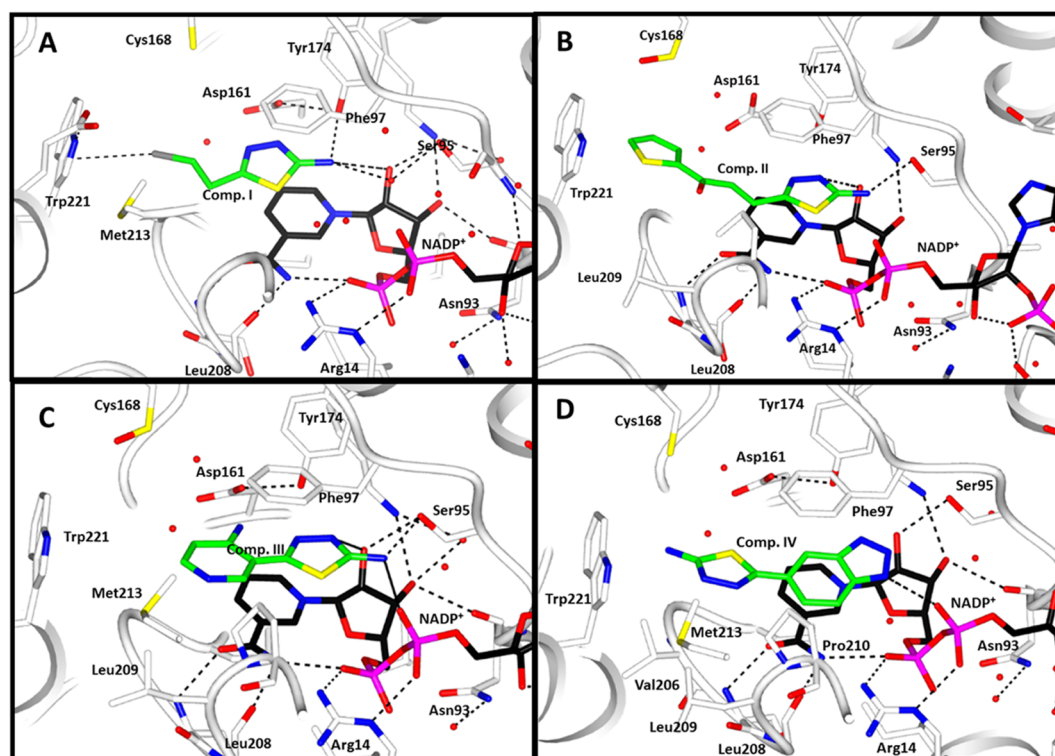 A
Cys168
Tyr174
Asp161
Phe97
Ser95
Comp. I
Trp221
Met213
NADP+
Asn93
Leu208
Arg14
B
Cys168
Tyr174
Phe97
Asp161
Ser95
Trp221
Comp. II
NADP+
Leu209
Asn93
Arg14
Leu208
C
Cys168
Tyr174
Asp161
Phe97
Ser95
Trp221
Comp. III
Met213
NADP+
Leu209
Asn93
Leu208
Arg14
D
Cys168
Tyr174
Asp161
Ser95
Phe97
Comp. IV
Trp221
NADP+
Met213
Pro210
Asn93
Val206
Leu209
Leu208
Arg14